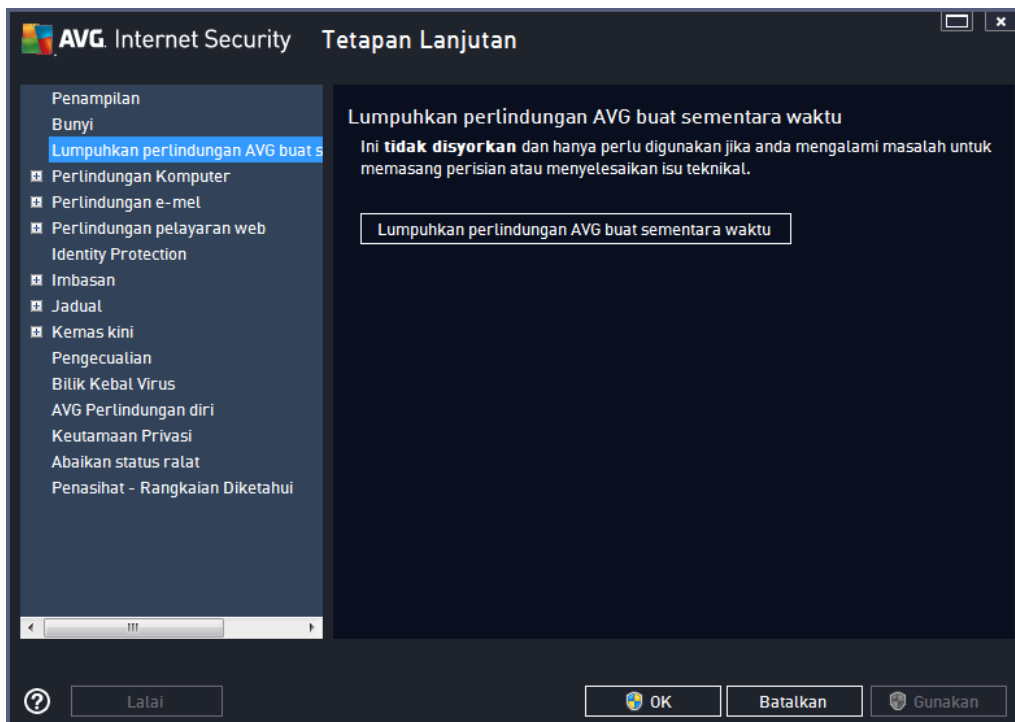 AVG. Internet Security Tetapan Lanjutan
Penampilan
Bunyi
Lumpuhkan perlindungan AVG buat s
Perlindungan Komputer
Perlindungan e-mel
Perlindungan pelayaran web
Identity Protection
Imbasan
Jadual
Kemas kini
Pengecualian
Bilik Kebal Virus
AVG Perlindungan diri
Keutamaan Privasi
Abaikan status ralat
Penasihat - Rangkaian Diketahui
Lumpuhkan perlindungan AVG buat sementara waktu
Ini tidak disyorkan dan hanya perlu digunakan jika anda mengalami masalah untuk
memasang perisian atau menyelesaikan isu teknikal.
Lumpuhkan perlindungan AVG buat sementara waktu
Lalai
OK
Batalkan
Gunakan